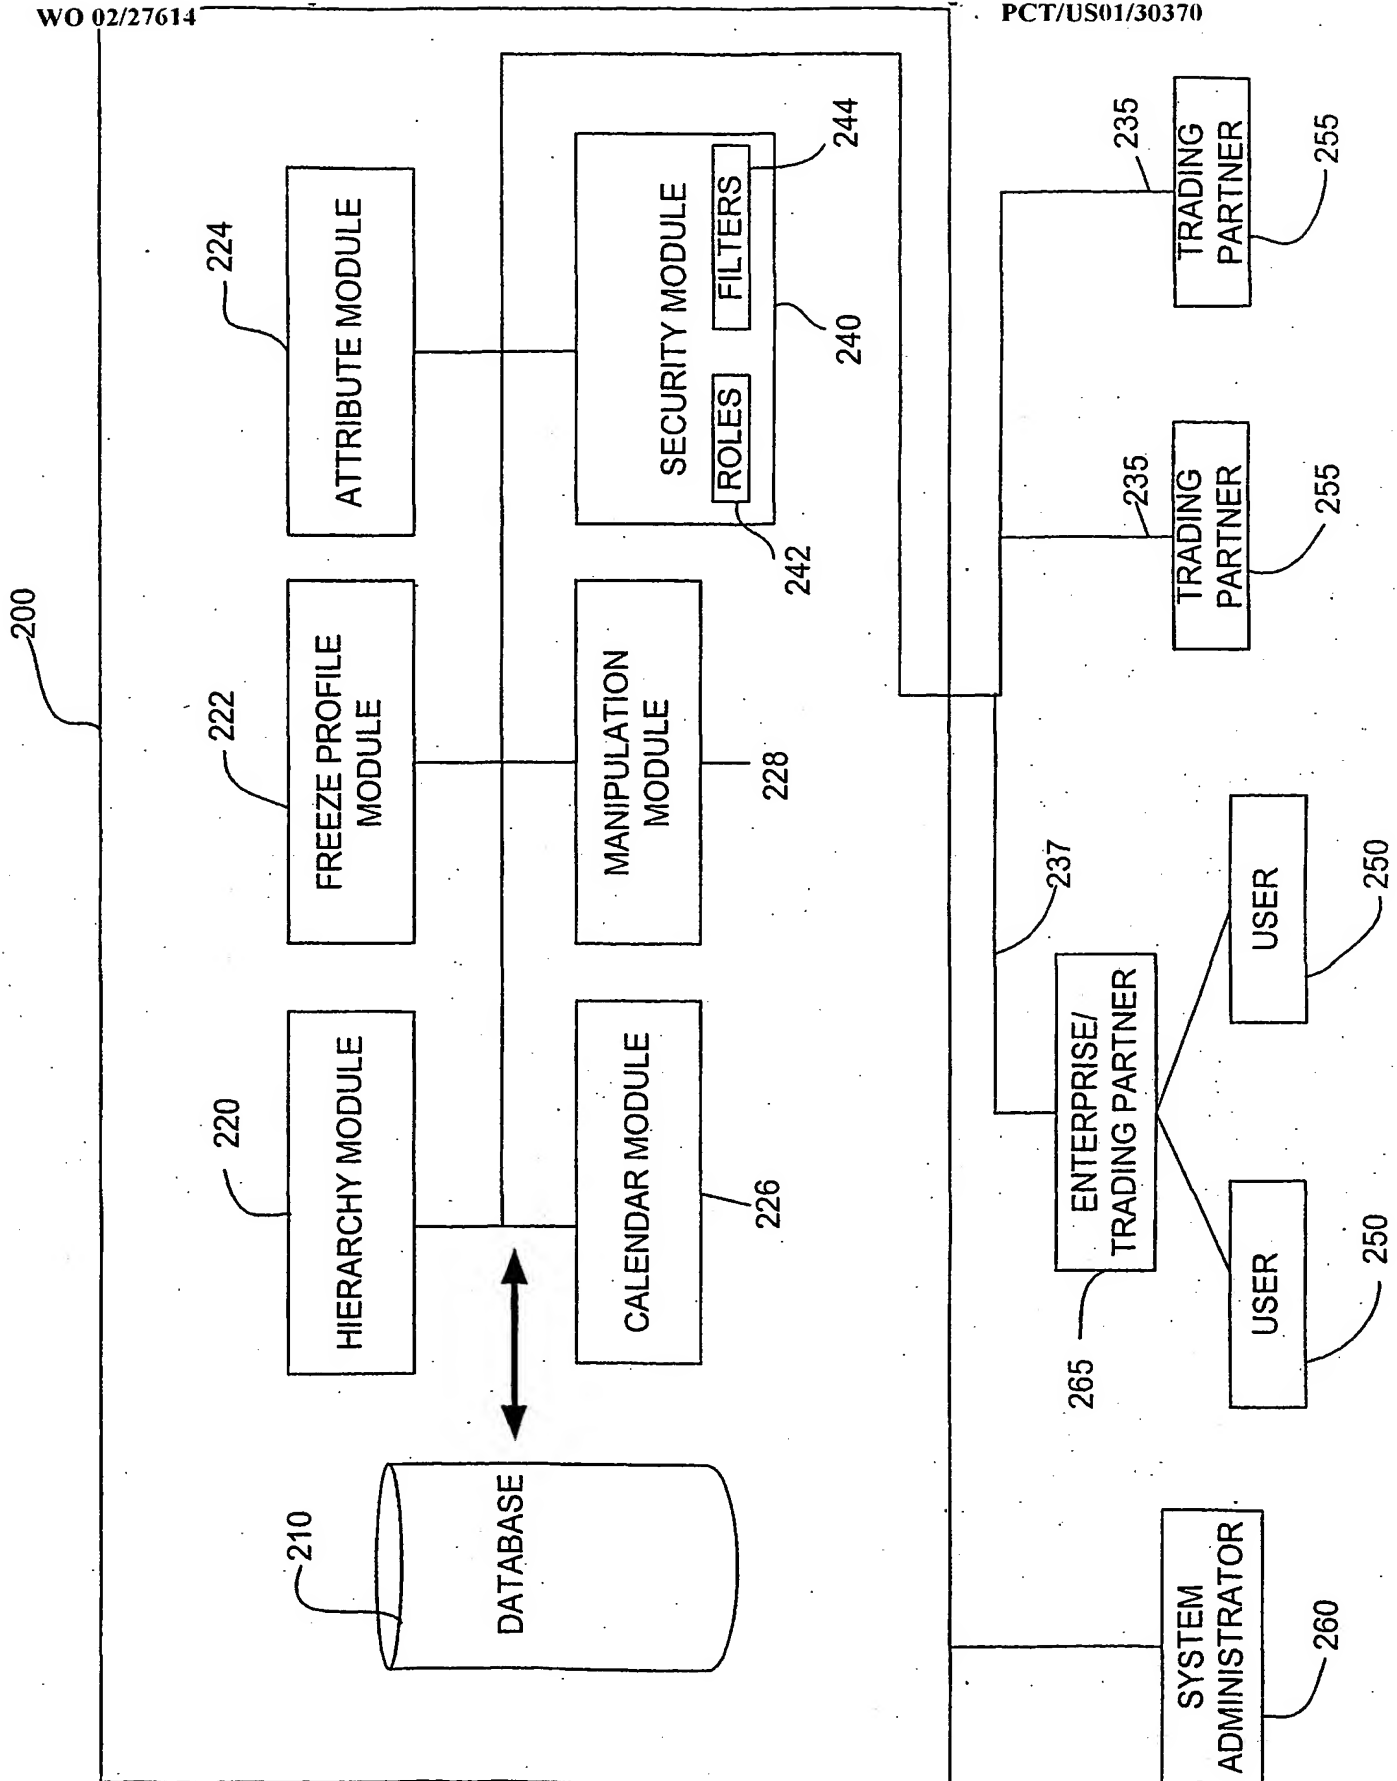 WO 02/27614
PCT/US01/30370
200
210
DATABASE
220
HIERARCHY MODULE
222
FREEZE PROFILE
MODULE
224
ATTRIBUTE MODULE
CALENDAR MODULE
226
MANIPULATION
MODULE
228
SECURITY MODULE
ROLES
FILTERS
242
240
244
SYSTEM
ADMINISTRATOR
260
265
ENTERPRISE/
TRADING PARTNER
237
USER
250
USER
250
235
TRADING
PARTNER
255
235
TRADING
PARTNER
255